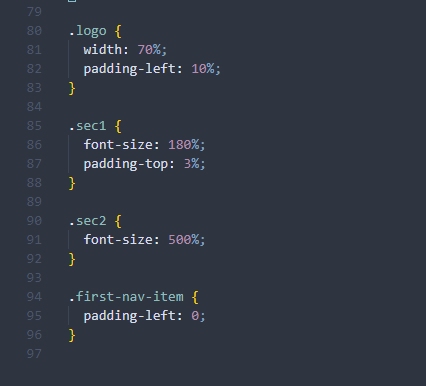 79
80 .logo {
81 width: 70%;
82 padding-left: 10%;
83 }
84
85 .sec1 {
86 font-size: 180%;
87 padding-top: 3%;
88 }
89
90 .sec2 {
91 font-size: 500%;
92 }
93
94 .first-nav-item {
95 padding-left: 0;
96 }
97